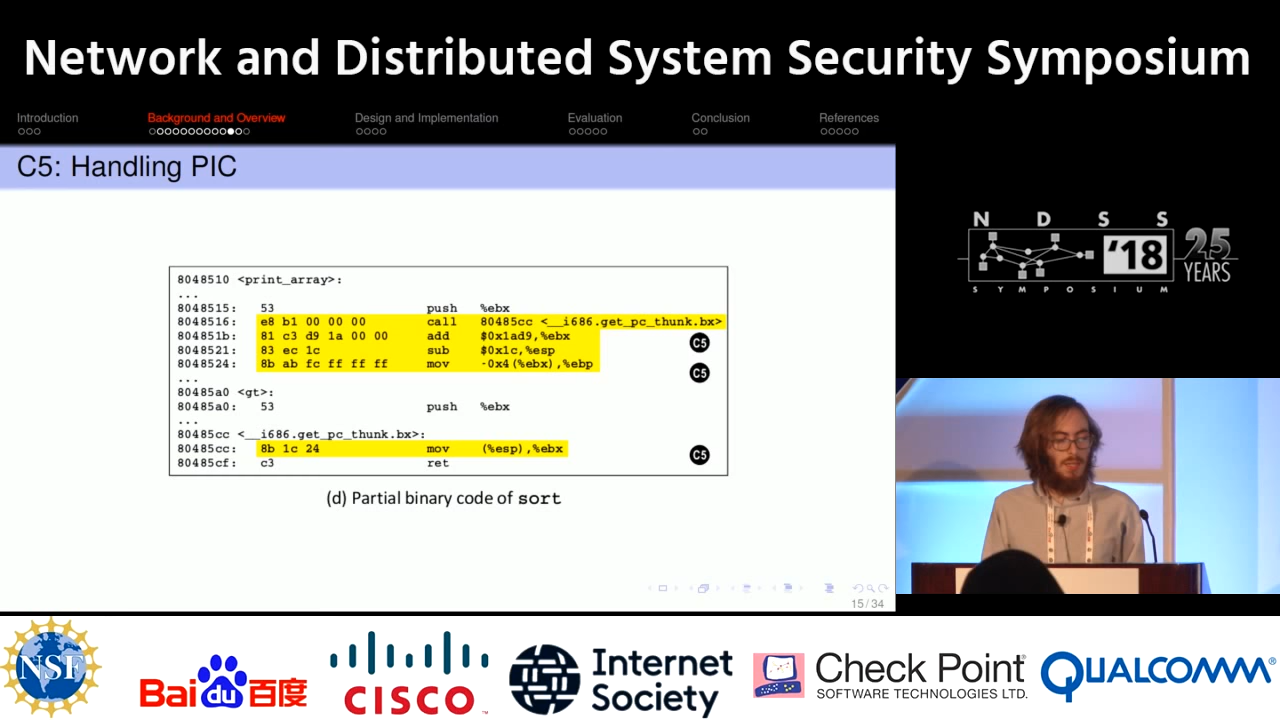 Network and Distributed System Security Symposium
Introduction Background and Overview Design and Implementation Evaluation Conclusion References
C5: Handling PIC
8048510 <print_array>:
...
8048515: 53 push %ebx
8048516: e8 b1 00 00 00 call 80485cc <__i686.get_pc_thunk.bx>
804851b: 81 c3 d9 1a 00 00 add $0x1ad9,%ebx C5
8048521: 83 ec 1c sub $0x1c,%esp
8048524: 8b ab fc ff ff ff mov -0x4(%ebx),%ebp C5
...
80485a0 <gt>:
80485a0: 53 push %ebx
...
80485cc <__i686.get_pc_thunk.bx>:
80485cc: 8b 1c 24 mov (%esp),%ebx C5
80485cf: c3 ret
(d) Partial binary code of sort
15/34
N D S S
'18
25 YEARS
S Y M P O S I U M
NSF
Baidu百度
CISCO
Internet Society
Check Point
SOFTWARE TECHNOLOGIES LTD.
QUALCOMM